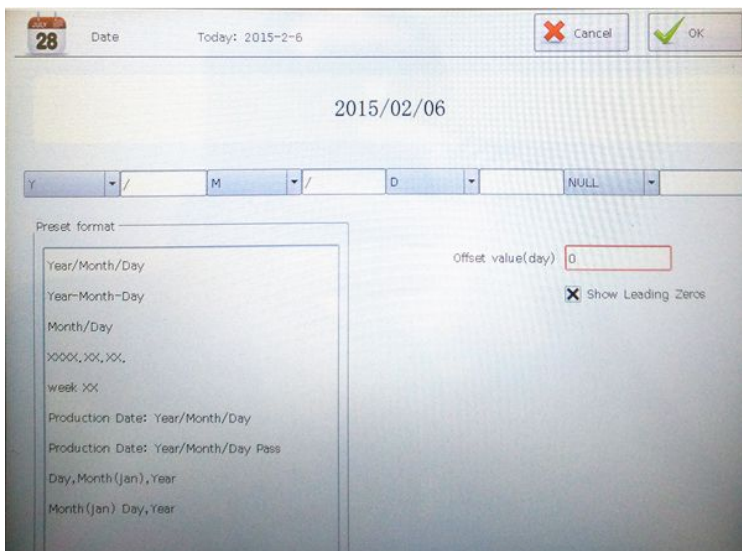 JULY
28 Date Today: 2015-2-6 Cancel OK
2015/02/06
Y / M / D NULL
Preset format
Offset value(day) 0
Show Leading Zeros
Year/Month/Day
Year-Month-Day
Month/Day
XXXX.XX.XX.
week XX
Production Date: Year/Month/Day
Production Date: Year/Month/Day Pass
Day,Month(jan),Year
Month(jan) Day,Year